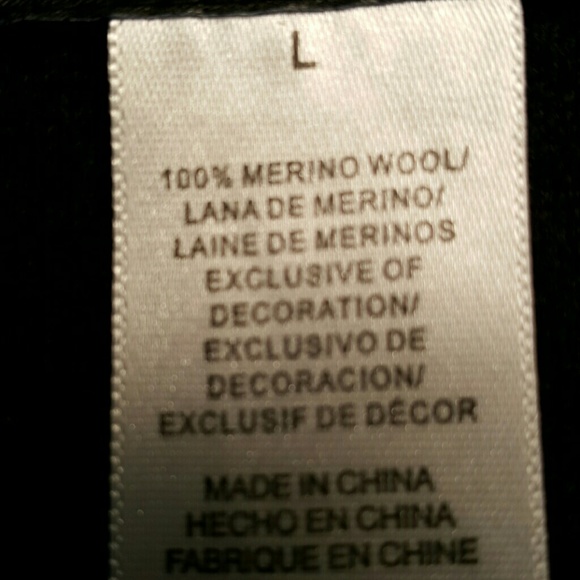 L
100% MERINO WOOL/
LANA DE MERINO/
LAINE DE MERINOS
EXCLUSIVE OF
DECORATION/
EXCLUSIVO DE
DECORACION/
EXCLUSIF DE DÉCOR
MADE IN CHINA
HECHO EN CHINA
FABRIQUE EN CHINE